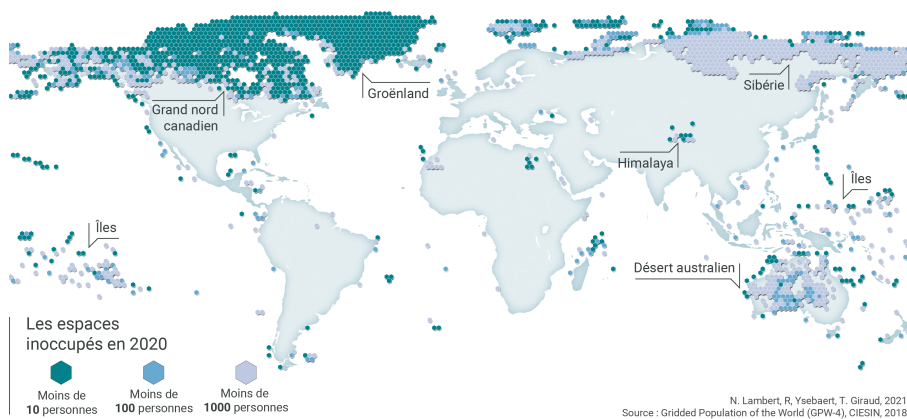 Groënland
Grand nord
canadien
Sibérie
Himalaya
Îles
Îles
Désert australien
Les espaces
inoccupés en 2020
Moins de
10 personnes
Moins de
100 personnes
Moins de
1000 personnes
N. Lambert, R, Ysebaert, T. Giraud, 2021
Source : Gridded Population of the World (GPW-4), CIESIN, 2018